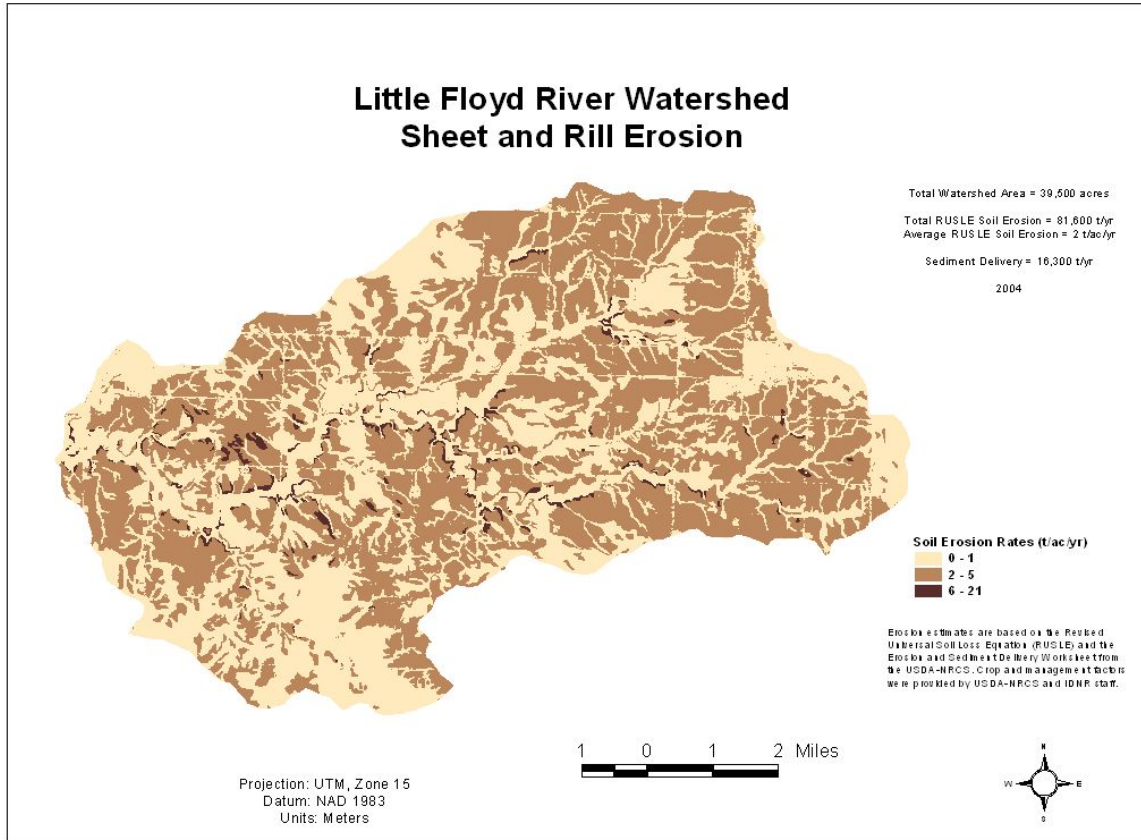 Little Floyd River Watershed
Sheet and Rill Erosion
Total Watershed Area = 39,500 acres
Total RUSLE Soil Erosion = 81,600 t/yr
Average RUSLE Soil Erosion = 2 t/ac/yr
Sediment Delivery = 16,300 t/yr
2004
Soil Erosion Rates (t/ac/yr)
0 - 1
2 - 5
6 - 21
Erosion estimates are based on the Revised
Universal Soil Loss Equation (RUSLE) and the
Erosion and Sediment Delivery Worksheet from
the USDA-NRCS. Crop and management factors
were provided by USDA-NRCS and IDNR staff.
1 0 1 2 Miles
Projection: UTM, Zone 15
Datum: NAD 1983
Units: Meters
N
W E
S